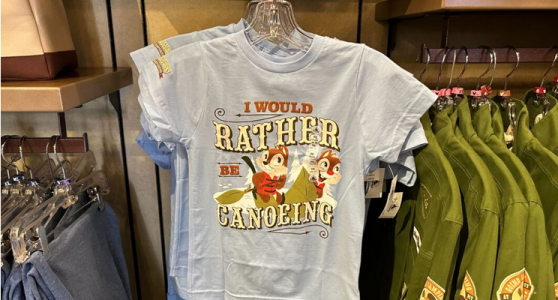 I WOULD
RATHER
BE
CANOEING